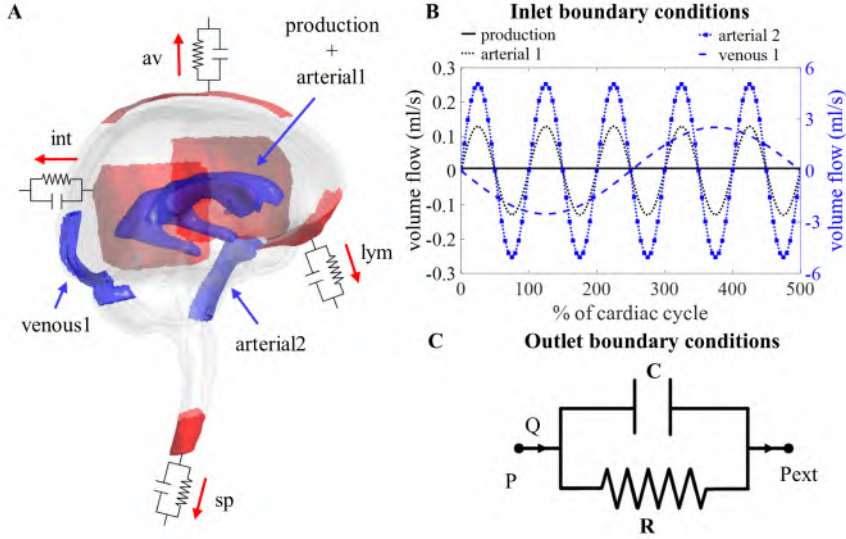 A
production
+
arterial1
av
int
lym
venous1
arterial2
sp
B
Inlet boundary conditions
production
arterial 1
arterial 2
venous 1
volume flow (ml/s)
0.3
0.2
0.1
0
-0.1
-0.2
-0.3
6
3
0
-3
-6
volume flow (ml/s)
0 100 200 300 400 500
% of cardiac cycle
C
Outlet boundary conditions
C
Q
P
Pext
R